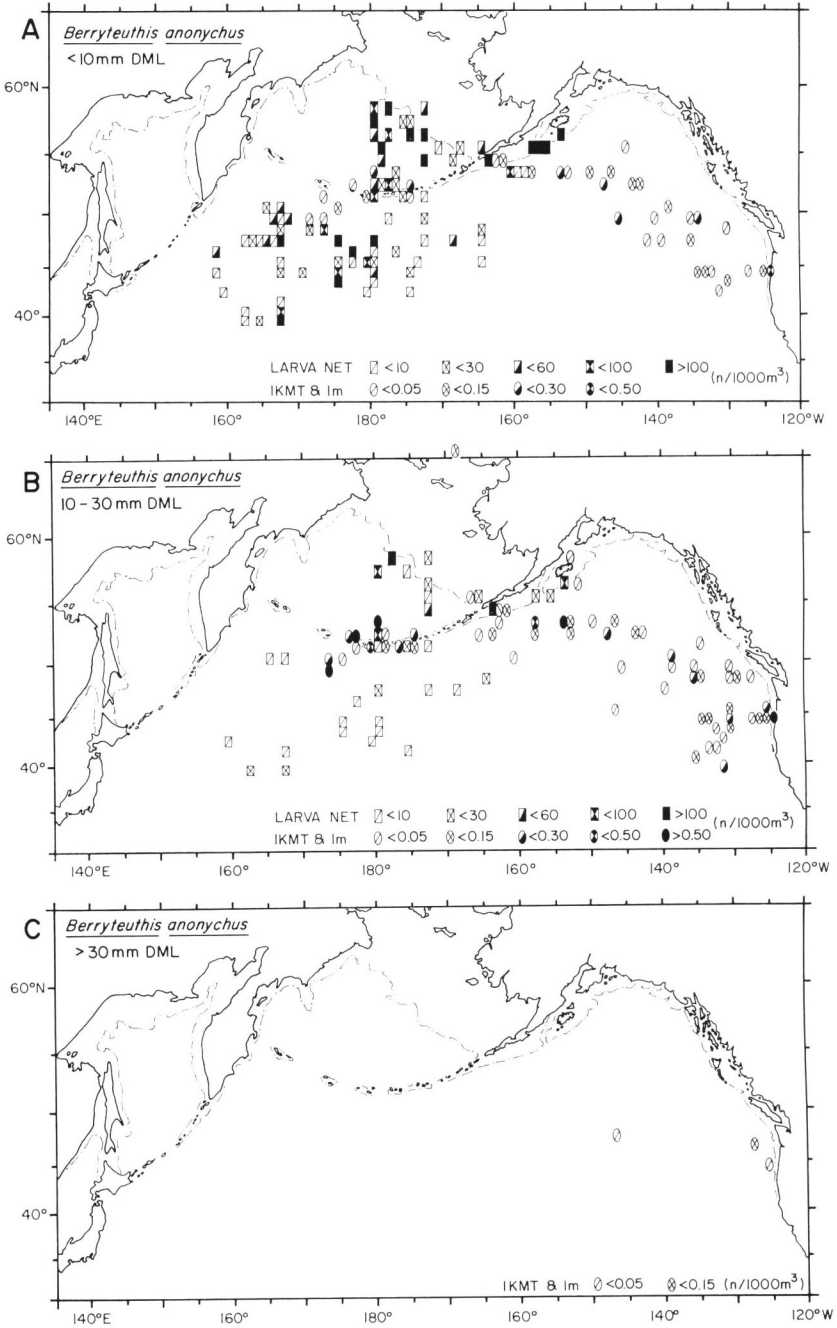 A
Berryteuthis anonychus
<10mm DML
60°N
40°
LARVA NET <10 <30 <60 <100 >100 (n/1000m³)
IKMT & 1m <0.05 <0.15 <0.30 <0.50
140°E 160° 180° 160° 140° 120°W
B
Berryteuthis anonychus
10-30mm DML
60°N
40°
LARVA NET <10 <30 <60 <100 >100 (n/1000m³)
IKMT & 1m <0.05 <0.15 <0.30 <0.50 >0.50
140°E 160° 180° 160° 140° 120°W
C
Berryteuthis anonychus
>30mm DML
60°N
40°
IKMT & 1m <0.05 <0.15 (n/1000m³)
140°E 160° 180° 160° 140° 120°W